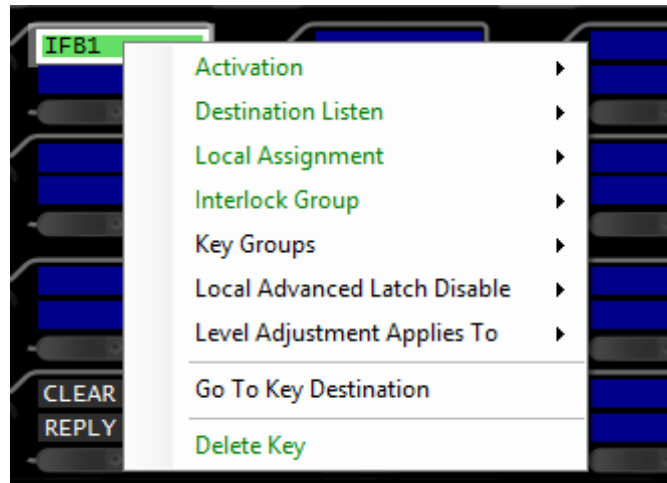 IFB1
Activation
Destination Listen
Local Assignment
Interlock Group
Key Groups
Local Advanced Latch Disable
Level Adjustment Applies To
Go To Key Destination
Delete Key
CLEAR
REPLY